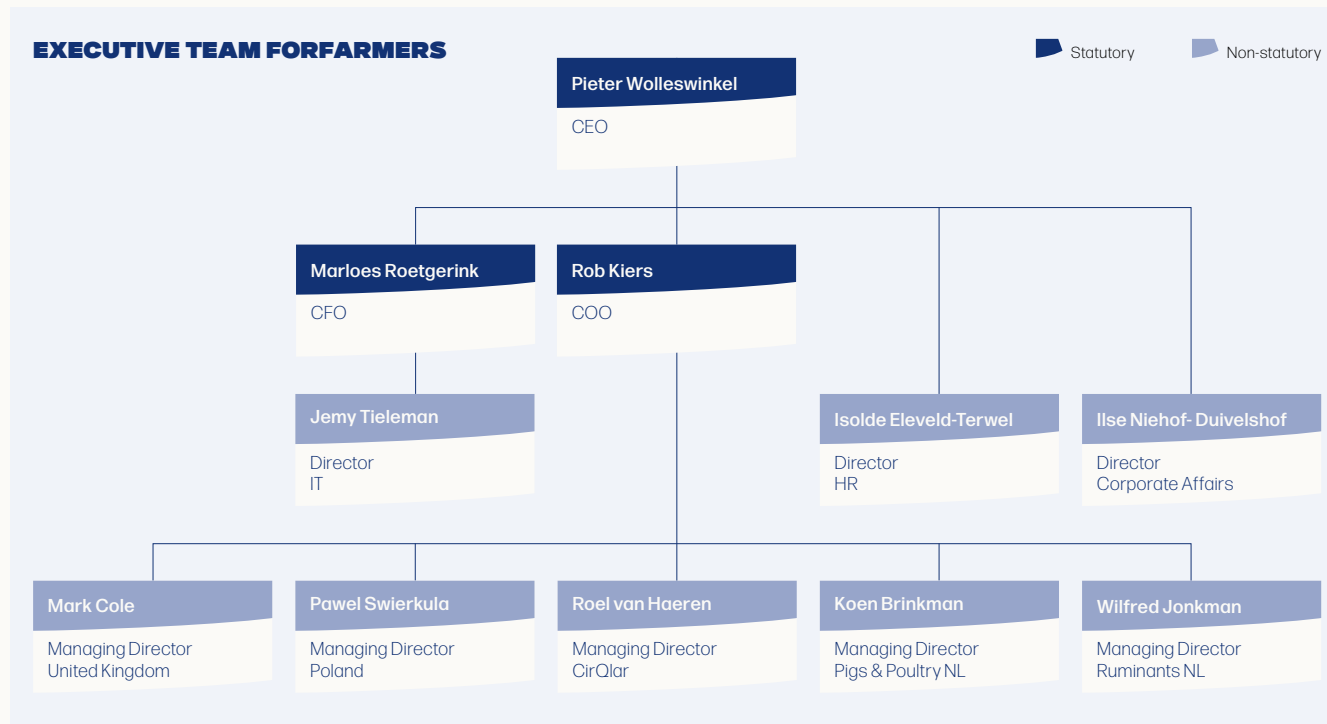 EXECUTIVE TEAM FORFARMERS
Statutory
Non-statutory
Pieter Wolleswinkel
CEO
Marloes Roetgerink
CFO
Rob Kiers
COO
Jemy Tieleman
Director
IT
Isolde Eleveld-Terwel
Director
HR
Ilse Niehof- Duivelshof
Director
Corporate Affairs
Mark Cole
Managing Director
United Kingdom
Pawel Swierkula
Managing Director
Poland
Roel van Haeren
Managing Director
CirQlar
Koen Brinkman
Managing Director
Pigs & Poultry NL
Wilfred Jonkman
Managing Director
Ruminants NL